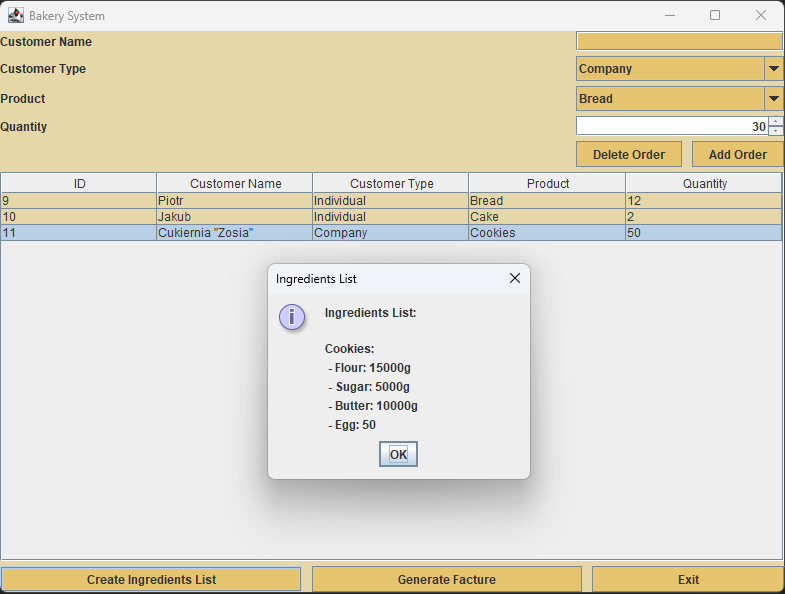 Bakery System
Customer Name
Customer Type Company
Product Bread
Quantity 30
Delete Order Add Order
ID Customer Name Customer Type Product Quantity
9 Piotr Individual Bread 12
10 Jakub Individual Cake 2
11 Cukiernia "Zosia" Company Cookies 50
Ingredients List
Ingredients List:
Cookies:
- Flour: 15000g
- Sugar: 5000g
- Butter: 10000g
- Egg: 50
OK
Create Ingredients List Generate Facture Exit